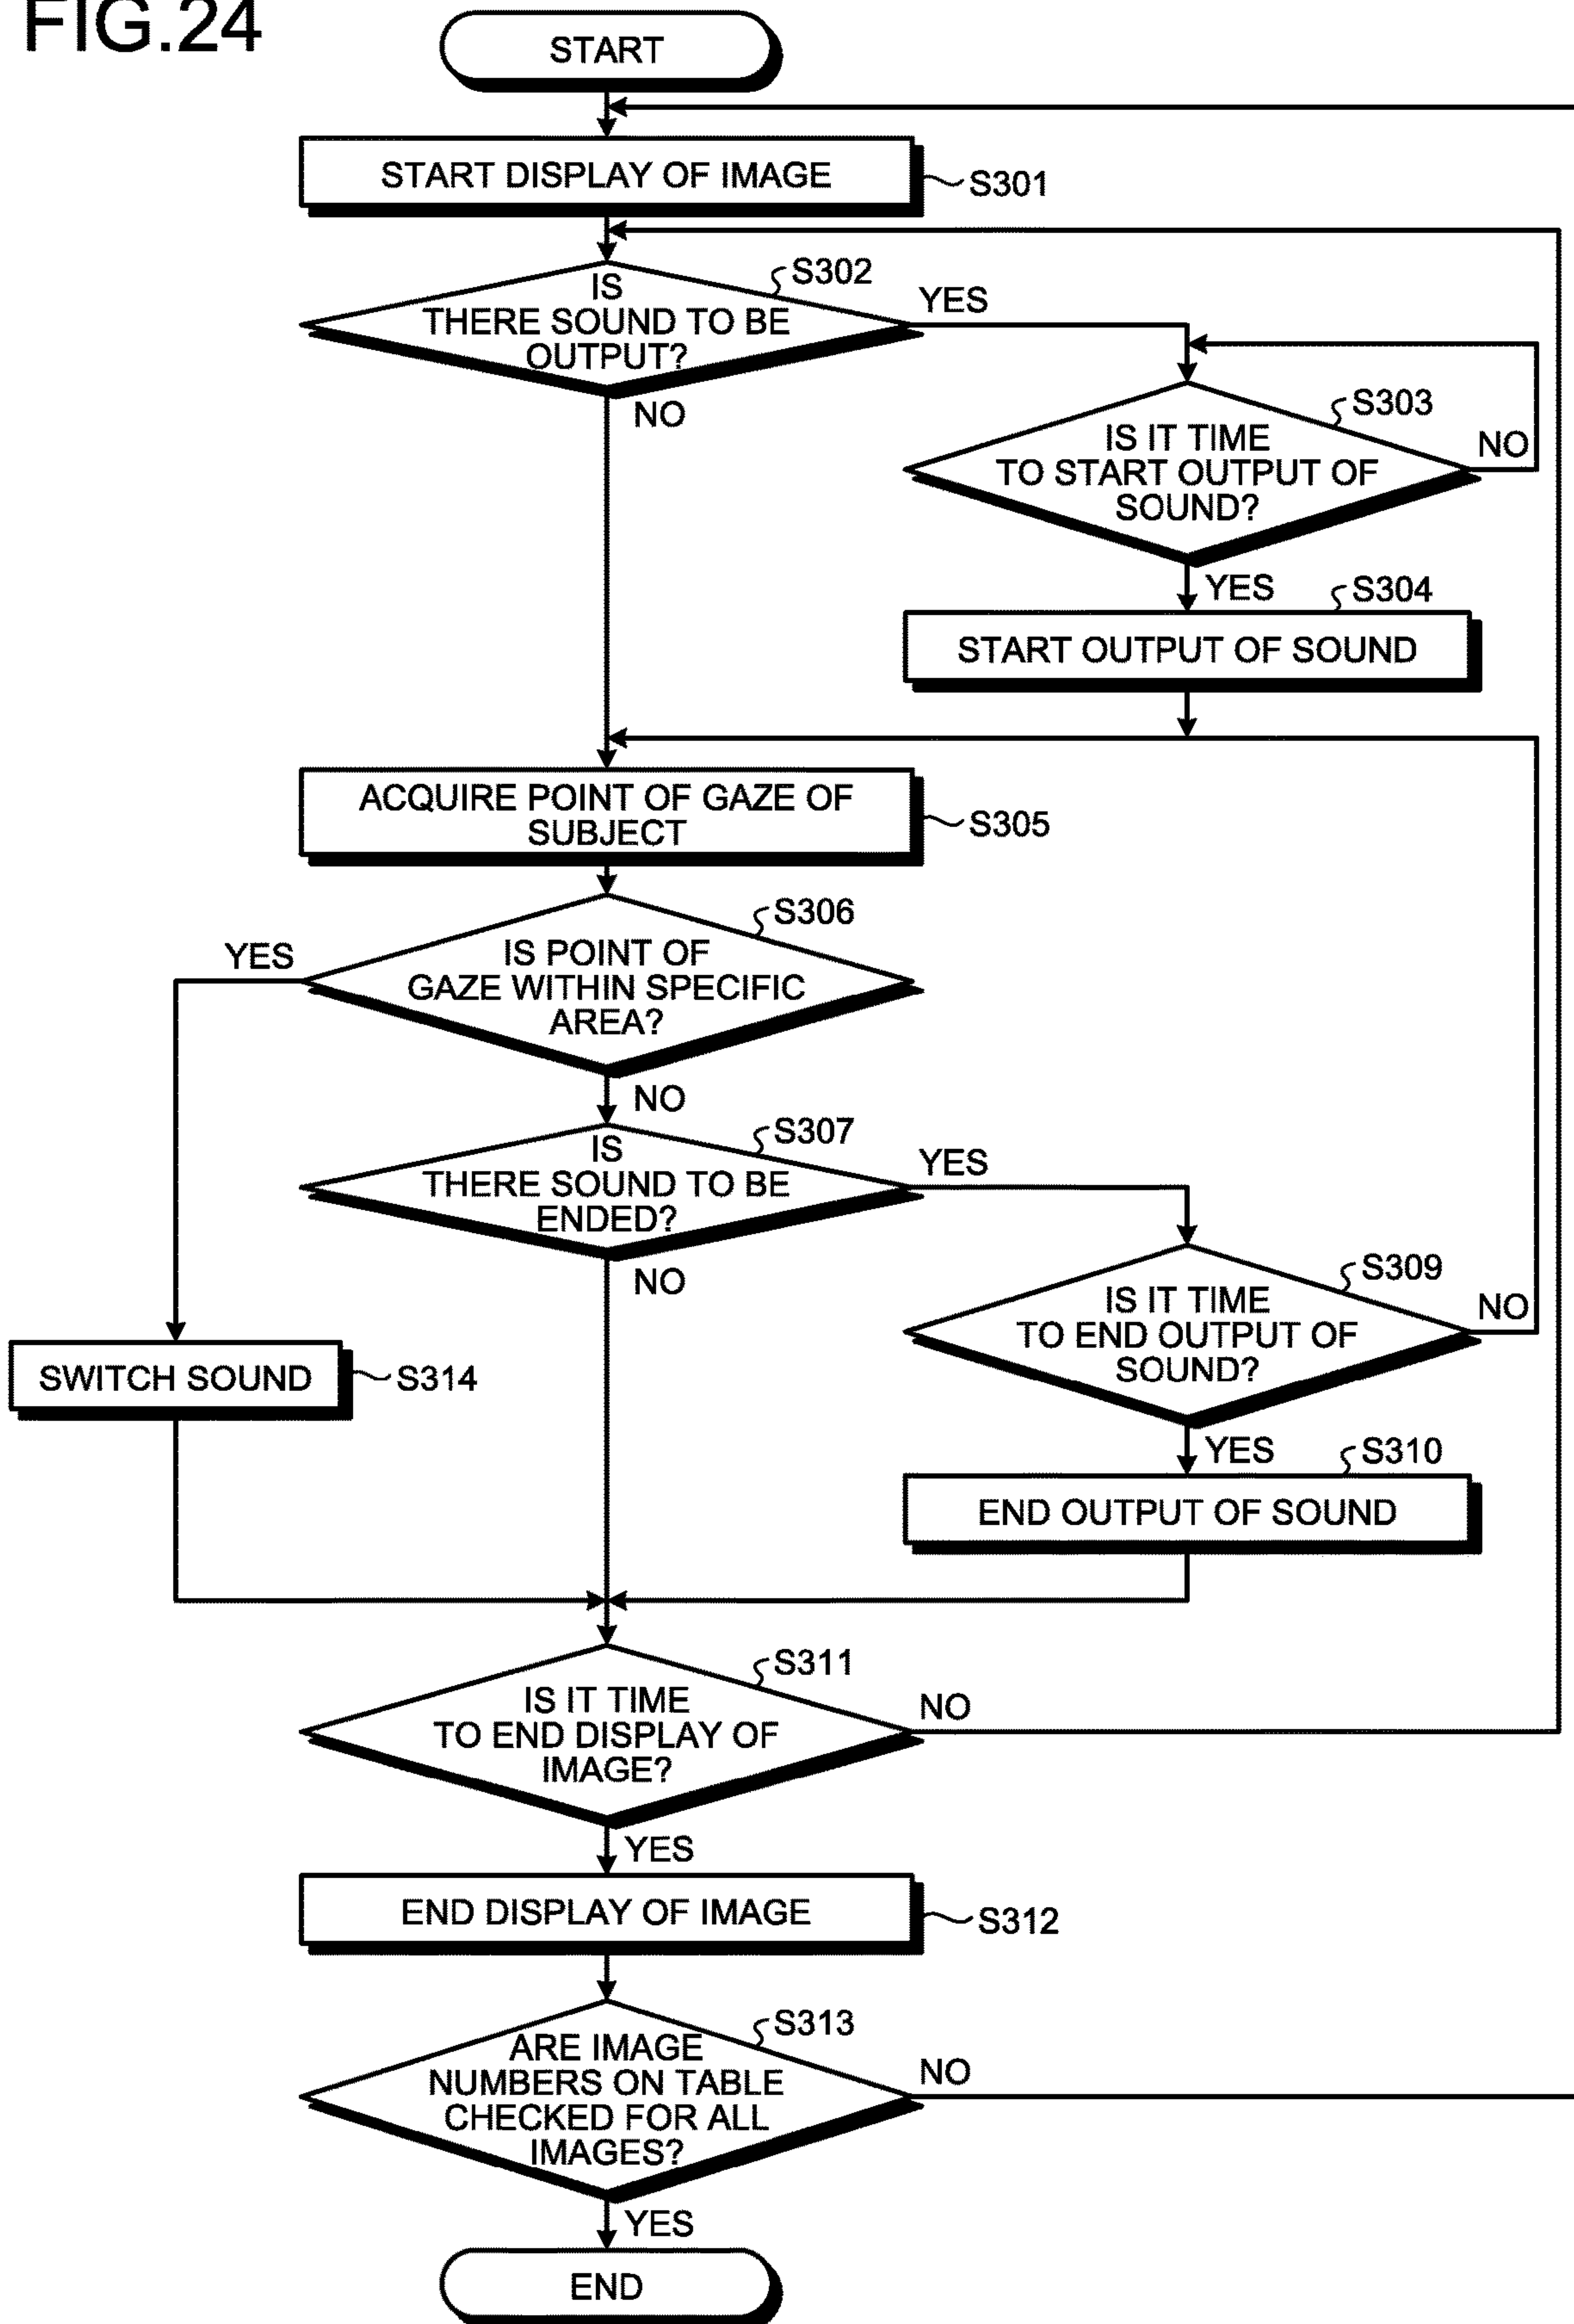 FIG.24
START
START DISPLAY OF IMAGE
S301
S302
IS
THERE SOUND TO BE
OUTPUT?
YES
NO
S303
IS IT TIME
TO START OUTPUT OF
SOUND?
NO
YES
S304
START OUTPUT OF SOUND
ACQUIRE POINT OF GAZE OF
SUBJECT
S305
S306
IS POINT OF
GAZE WITHIN SPECIFIC
AREA?
YES
NO
S307
IS
THERE SOUND TO BE
ENDED?
YES
NO
S309
IS IT TIME
TO END OUTPUT OF
SOUND?
NO
SWITCH SOUND
S314
YES
S310
END OUTPUT OF SOUND
S311
IS IT TIME
TO END DISPLAY OF
IMAGE?
NO
YES
END DISPLAY OF IMAGE
S312
S313
ARE IMAGE
NUMBERS ON TABLE
CHECKED FOR ALL
IMAGES?
NO
YES
END